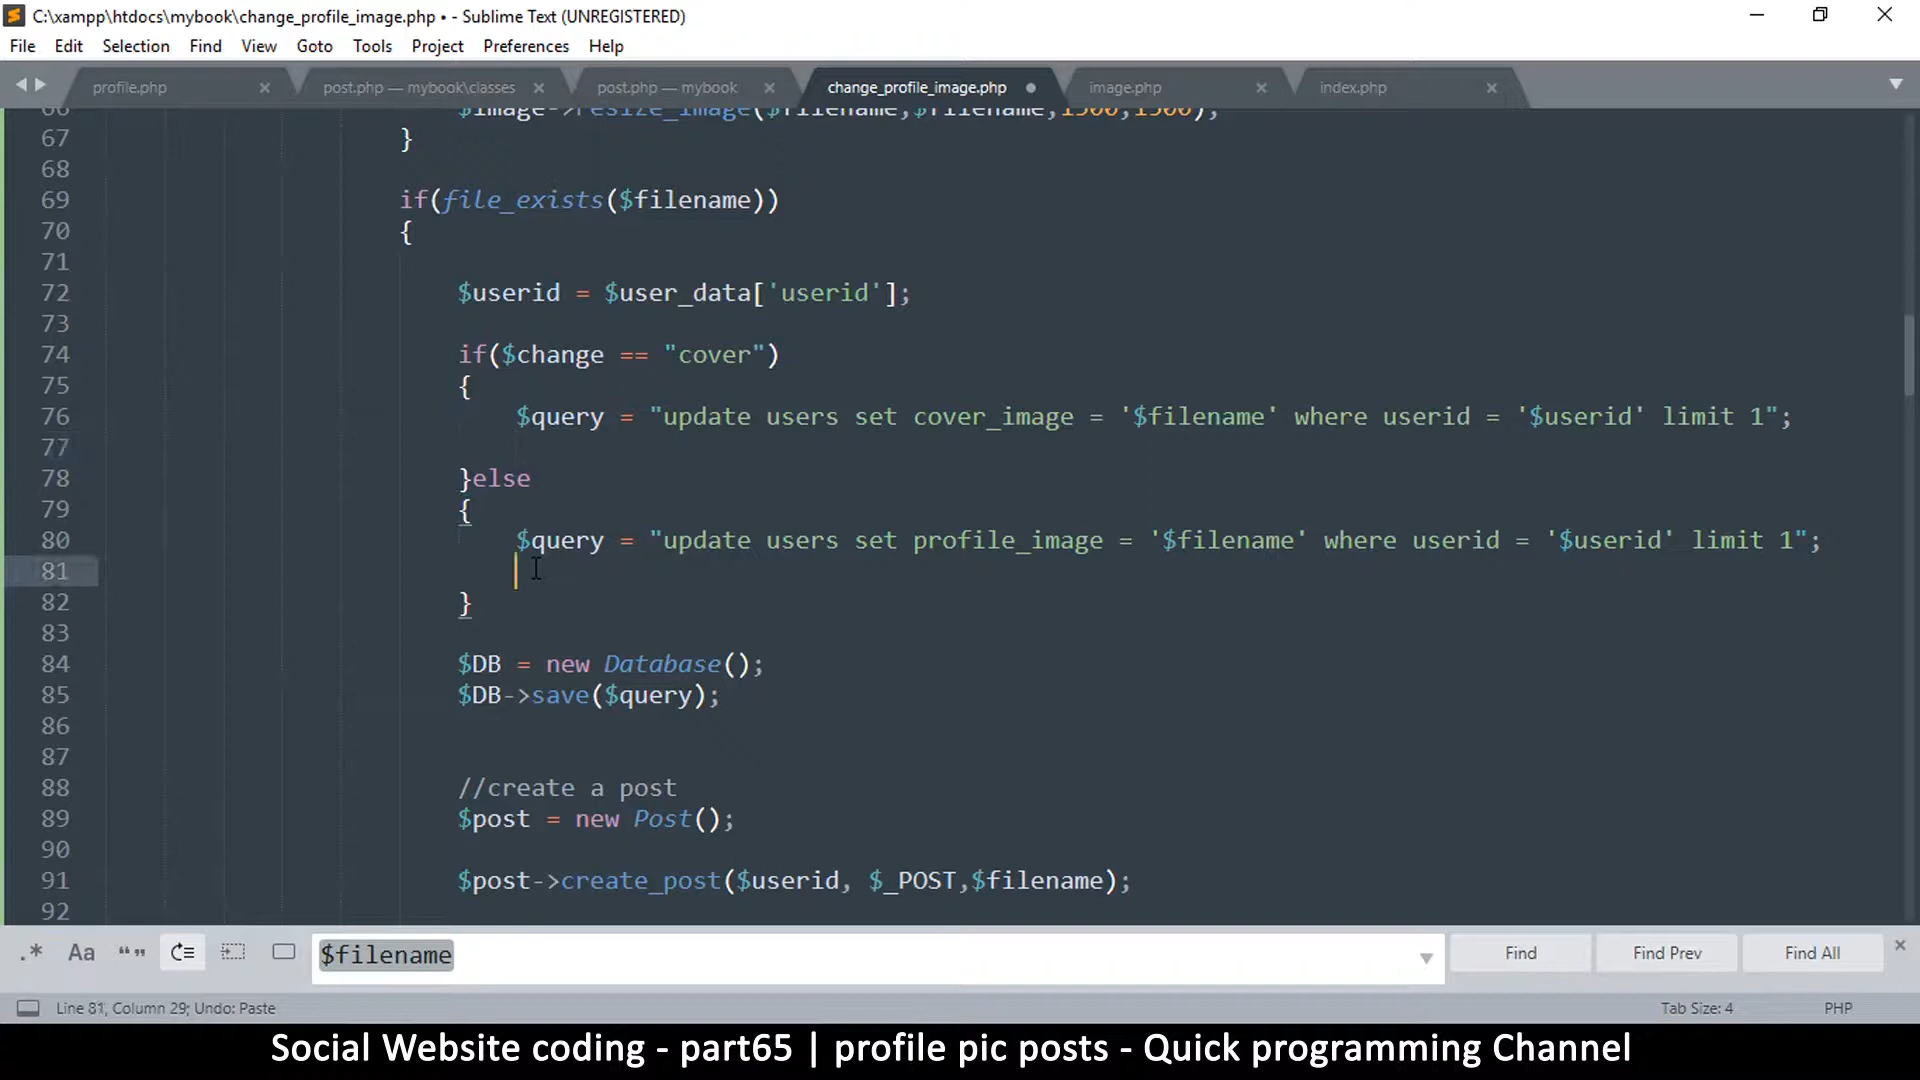 C:\xampp\htdocs\mybook\change_profile_image.php • - Sublime Text (UNREGISTERED)
File Edit Selection Find View Goto Tools Project Preferences Help
profile.php post.php — mybook\classes post.php — mybook change_profile_image.php image.php index.php
66 $image->resize_image($filename,$filename,1500,1500);
67 }
68
69 if(file_exists($filename))
70 {
71
72 $userid = $user_data['userid'];
73
74 if($change == "cover")
75 {
76 $query = "update users set cover_image = '$filename' where userid = '$userid' limit 1";
77
78 }else
79 {
80 $query = "update users set profile_image = '$filename' where userid = '$userid' limit 1";
81
82 }
83
84 $DB = new Database();
85 $DB->save($query);
86
87
88 //create a post
89 $post = new Post();
90
91 $post->create_post($userid, $_POST,$filename);
92
.* Aa “” $filename Find Find Prev Find All
Line 81, Column 29; Undo: Paste Tab Size: 4 PHP
Social Website coding - part65 | profile pic posts - Quick programming Channel